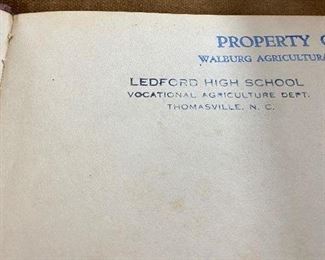 PROPERTY O
WALBURG AGRICULTURA
LEDFORD HIGH SCHOOL
VOCATIONAL AGRICULTURE DEPT.
THOMASVILLE, N. C.